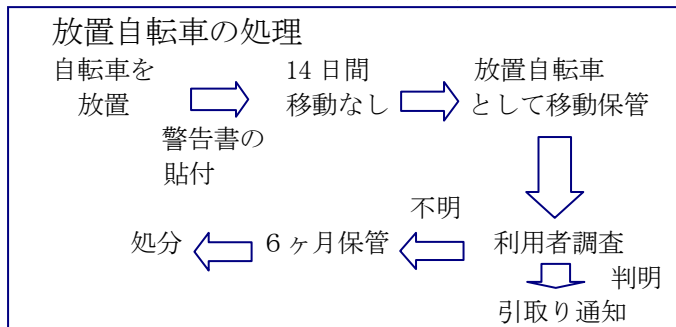 放置自転車の処理
自転車を
放置
警告書の
貼付
14日間
移動なし
放置自転車
として移動保管
利用者調査
判明
引取り通知
不明
６ヶ月保管
処分